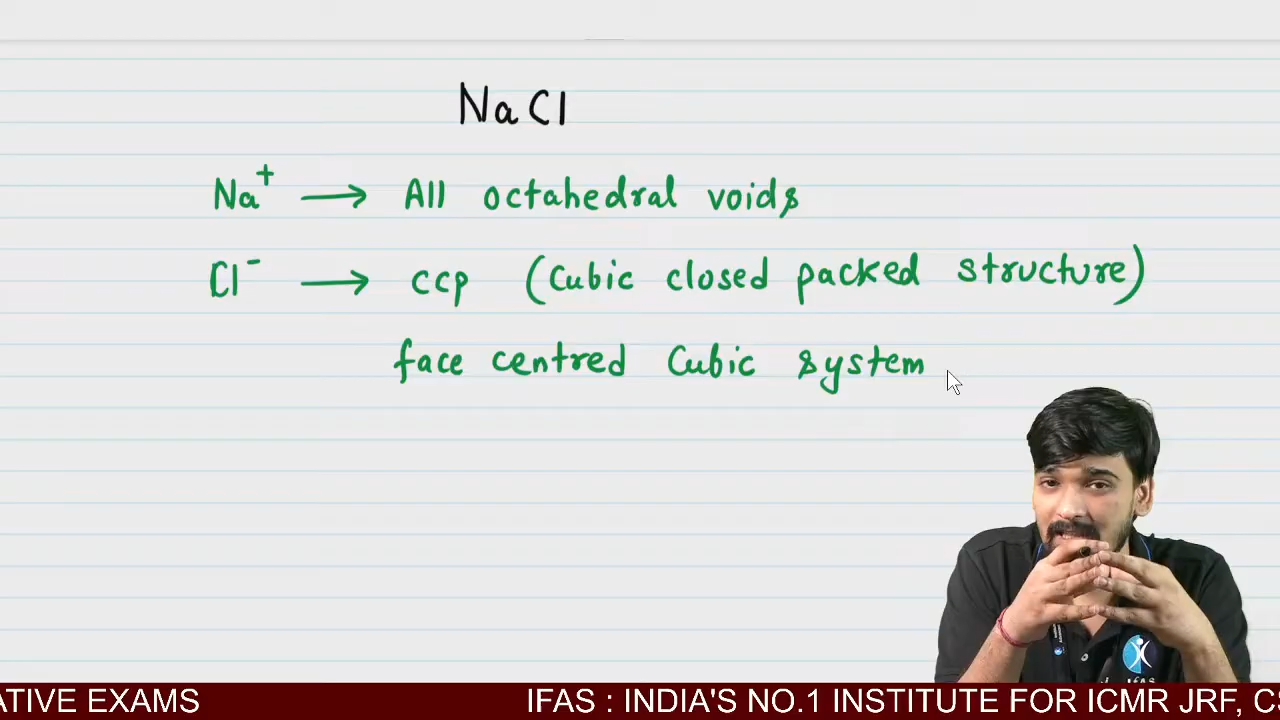 NaCl
Na⁺ → All octahedral voids
Cl⁻ → ccp (Cubic closed packed structure)
face centred Cubic system
IFAS
ATIVE EXAMS IFAS : INDIA'S NO.1 INSTITUTE FOR ICMR JRF, CS